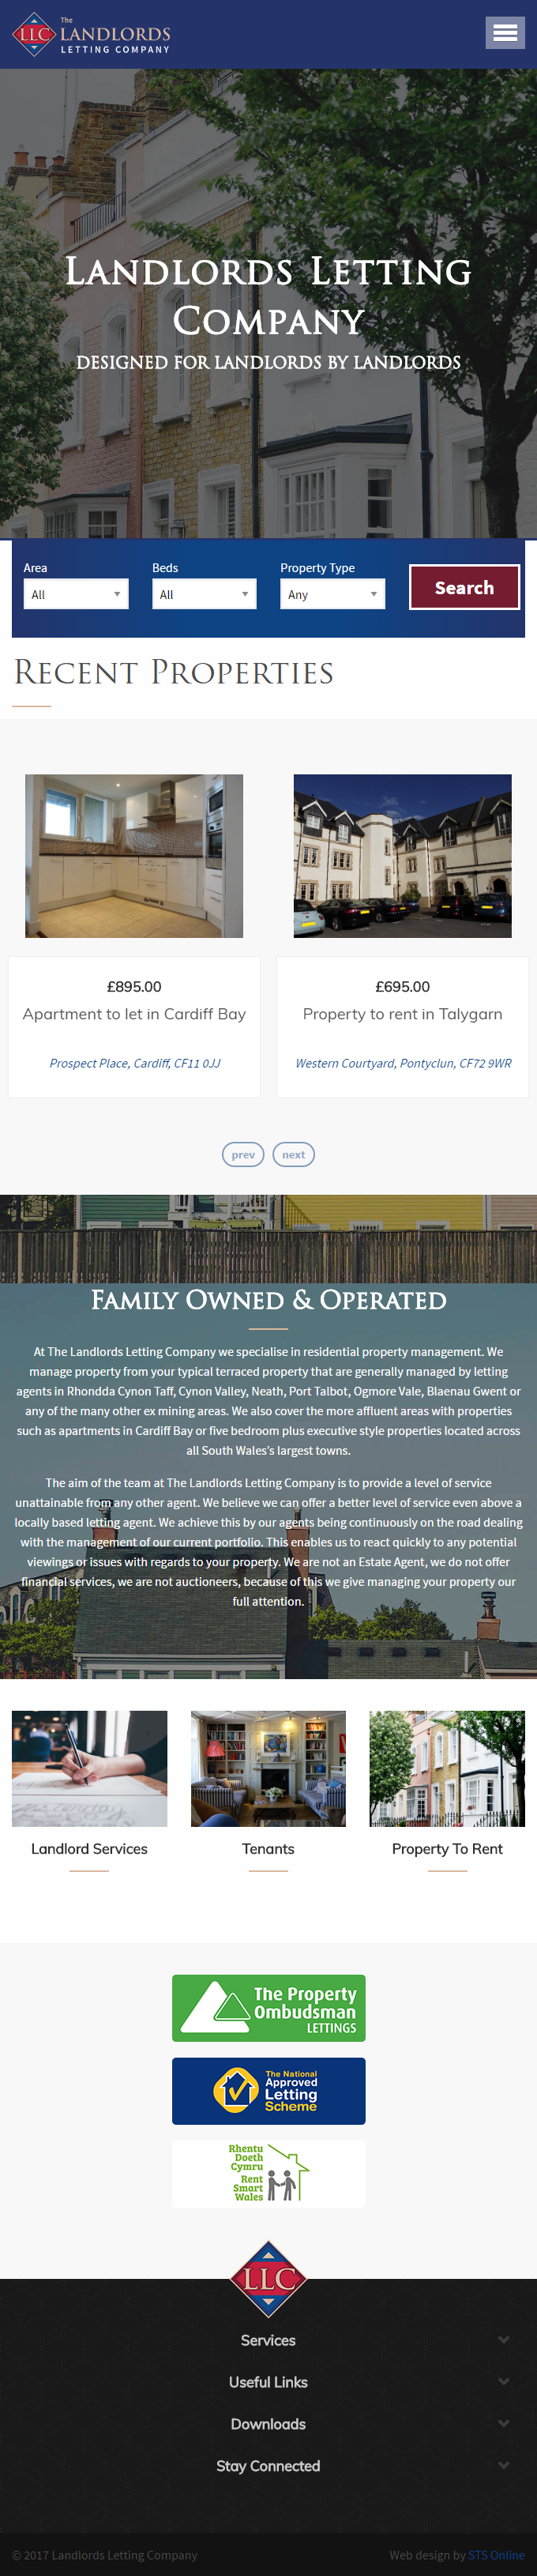 The
LLC LANDLORDS
LETTING COMPANY
Landlords Letting
Company
DESIGNED FOR LANDLORDS BY LANDLORDS
Area Beds Property Type
All All Any Search
Recent Properties
£895.00
Apartment to let in Cardiff Bay
Prospect Place, Cardiff, CF11 0JJ
£695.00
Property to rent in Talygarn
Western Courtyard, Pontyclun, CF72 9WR
prev next
Family Owned & Operated
At The Landlords Letting Company we specialise in residential property management. We
manage property from your typical terraced property that are generally managed by letting
agents in Rhondda Cynon Taff, Cynon Valley, Neath, Port Talbot, Ogmore Vale, Blaenau Gwent or
any of the many other ex mining areas. We also cover the more affluent areas with properties
such as apartments in Cardiff Bay or five bedroom plus executive style properties located across
all South Wales's largest towns.
The aim of the team at The Landlords Letting Company is to provide a level of service
unattainable from any other agent. We believe we can offer a better level of service even above a
locally based letting agent. We achieve this by our agents being continuously on the road dealing
with the management of our current portfolio. This enables us to react quickly to any potential
viewings or issues with regards to your property. We are not an Estate Agent, we do not offer
financial services, we are not auctioneers, because of this we give managing your property our
full attention.
Landlord Services Tenants Property To Rent
The Property
Ombudsman
LETTINGS
The National
Approved
Letting
Scheme
Rhentu
Doeth
Cymru
Rent
Smart
Wales
LLC
Services
Useful Links
Downloads
Stay Connected
© 2017 Landlords Letting Company Web design by STS Online